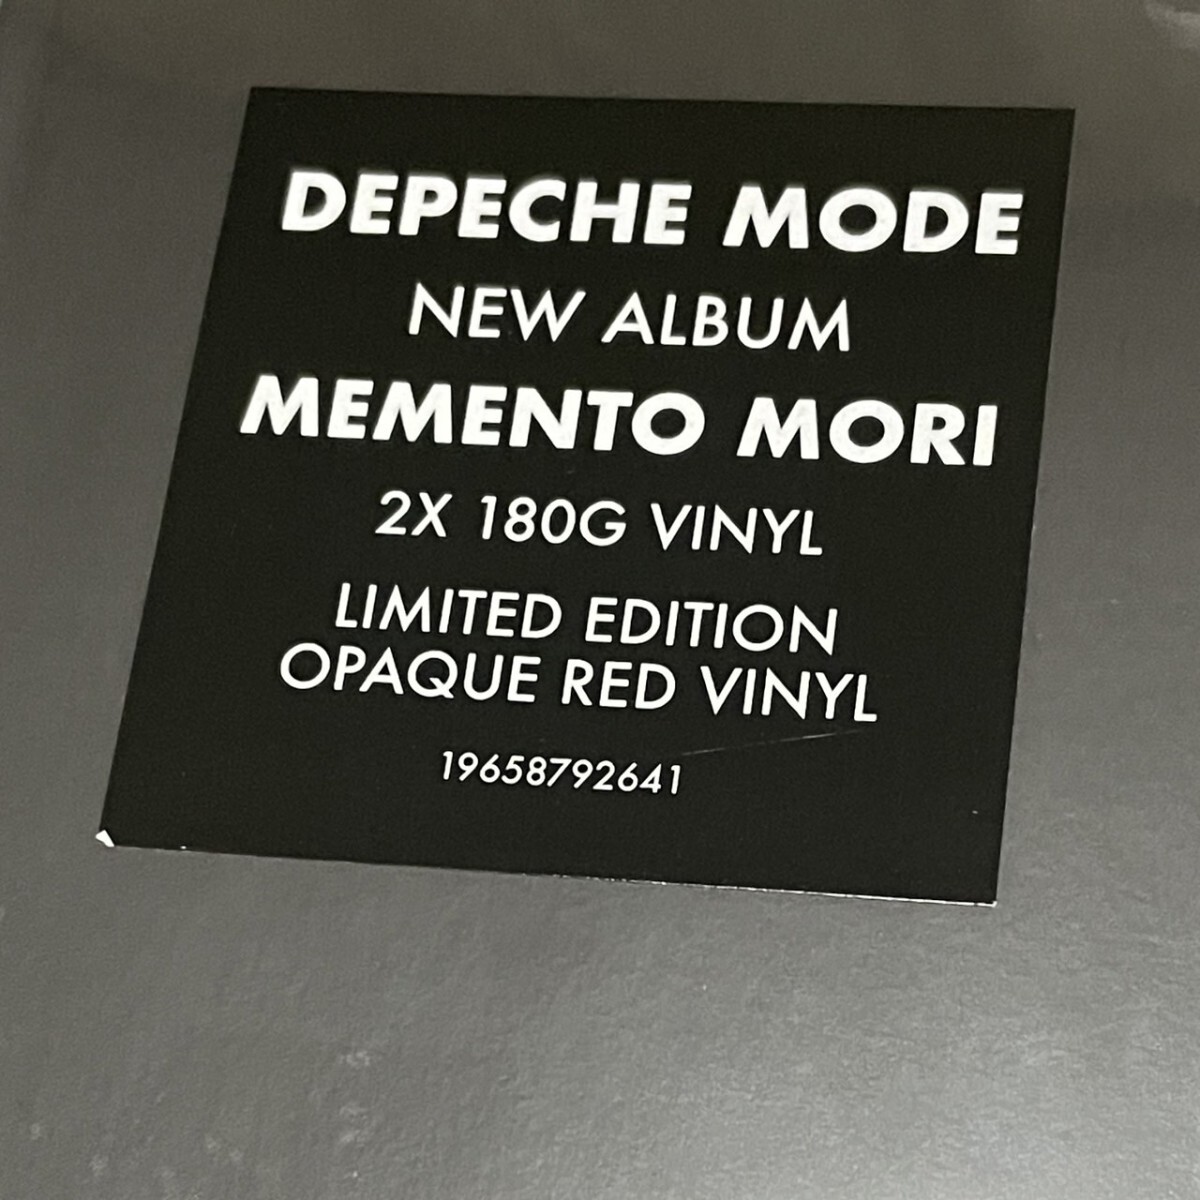 DEPECHE MODE
NEW ALBUM
MEMENTO MORI
2X 180G VINYL
LIMITED EDITION
OPAQUE RED VINYL
19658792641